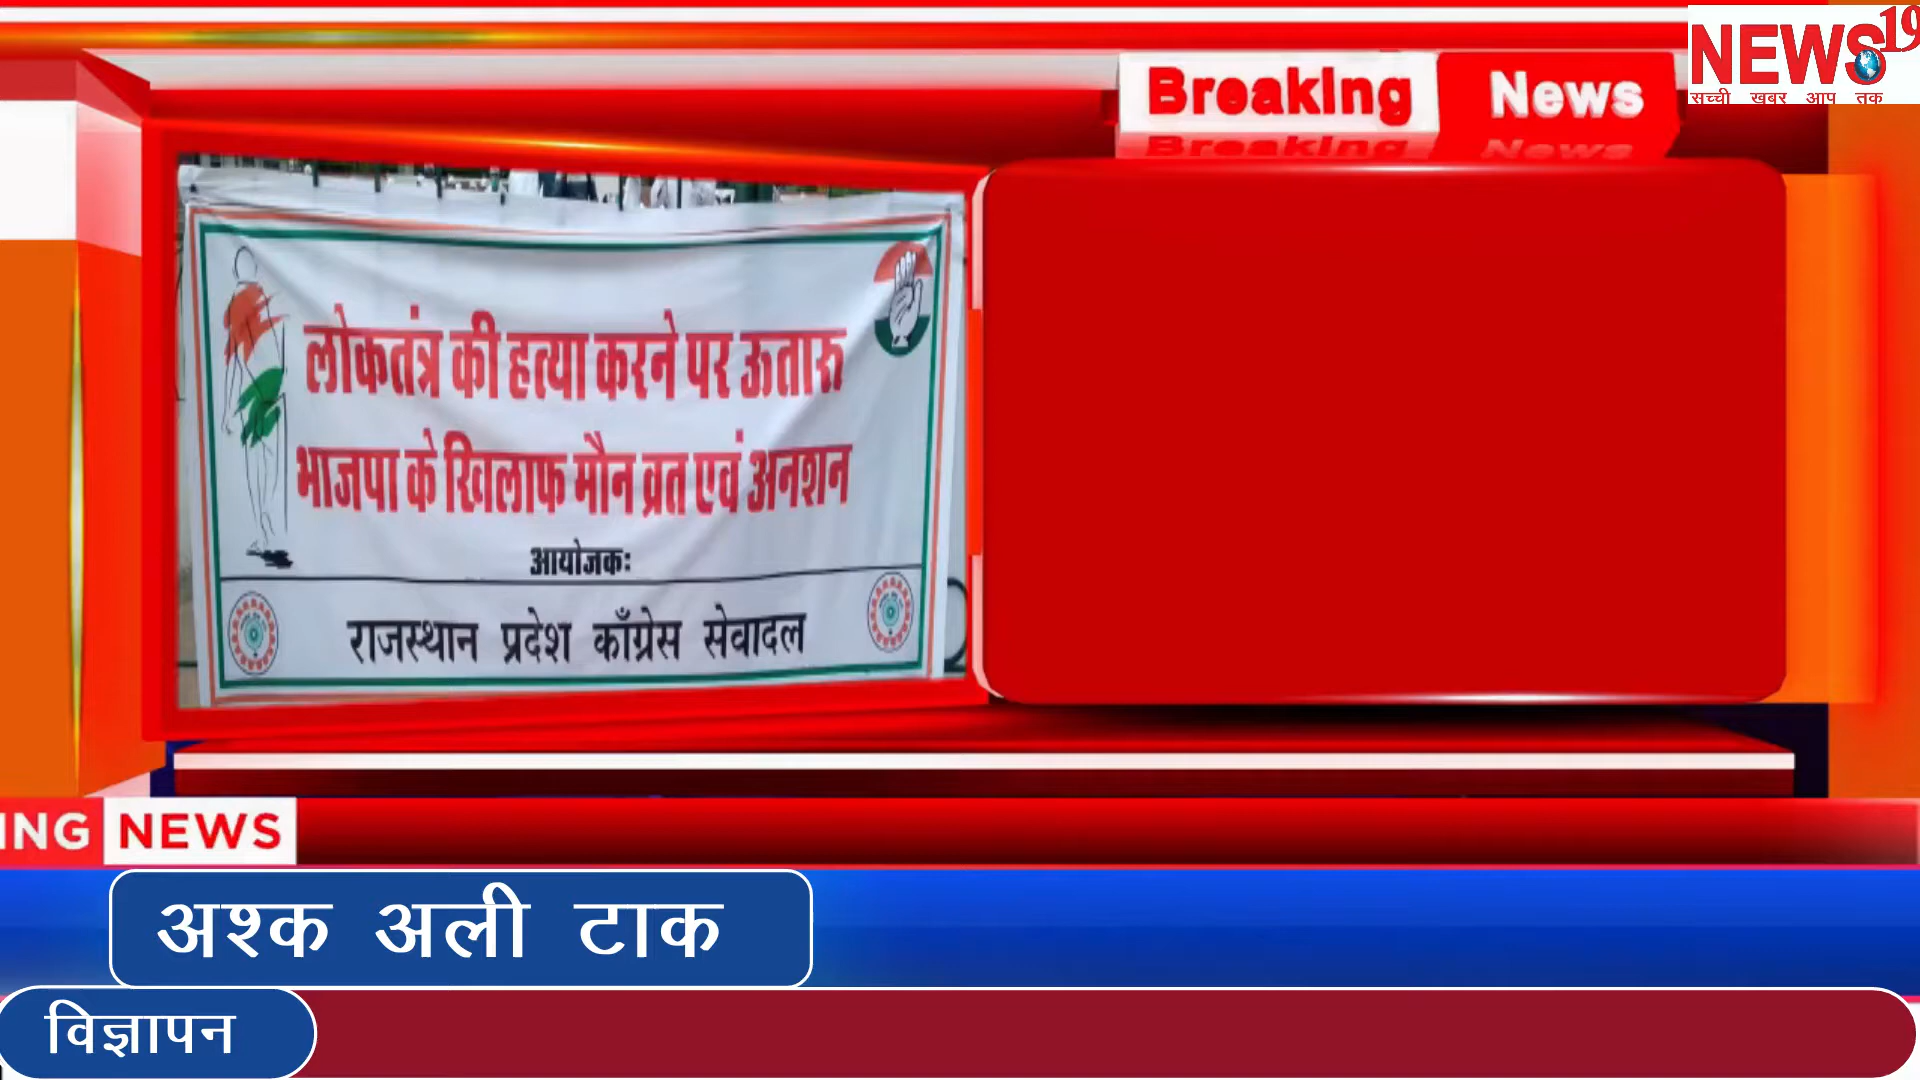 NEWS19
सच्ची खबर आप तक
Breaking News
लोकतंत्र की हत्या करने पर ऊतारू
भाजपा के खिलाफ मौन व्रत एवं अनशन
आयोजकः
राजस्थान प्रदेश काँग्रेस सेवादल
ING NEWS
अश्क अली टाक
विज्ञापन